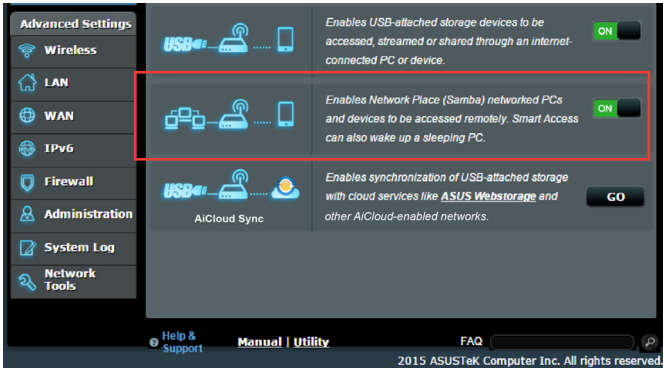 Advanced Settings
Wireless
LAN
WAN
IPv6
Firewall
Administration
System Log
Network
Tools
USB
Enables USB-attached storage devices to be
accessed, streamed or shared through an internet-
connected PC or device.
ON
Enables Network Place (Samba) networked PCs
and devices to be accessed remotely. Smart Access
can also wake up a sleeping PC.
ON
USB
AiCloud Sync
Enables synchronization of USB-attached storage
with cloud services like ASUS Webstorage and
other AiCloud-enabled networks.
GO
Help &
Support
Manual | Utility
FAQ
2015 ASUSTeK Computer Inc. All rights reserved.